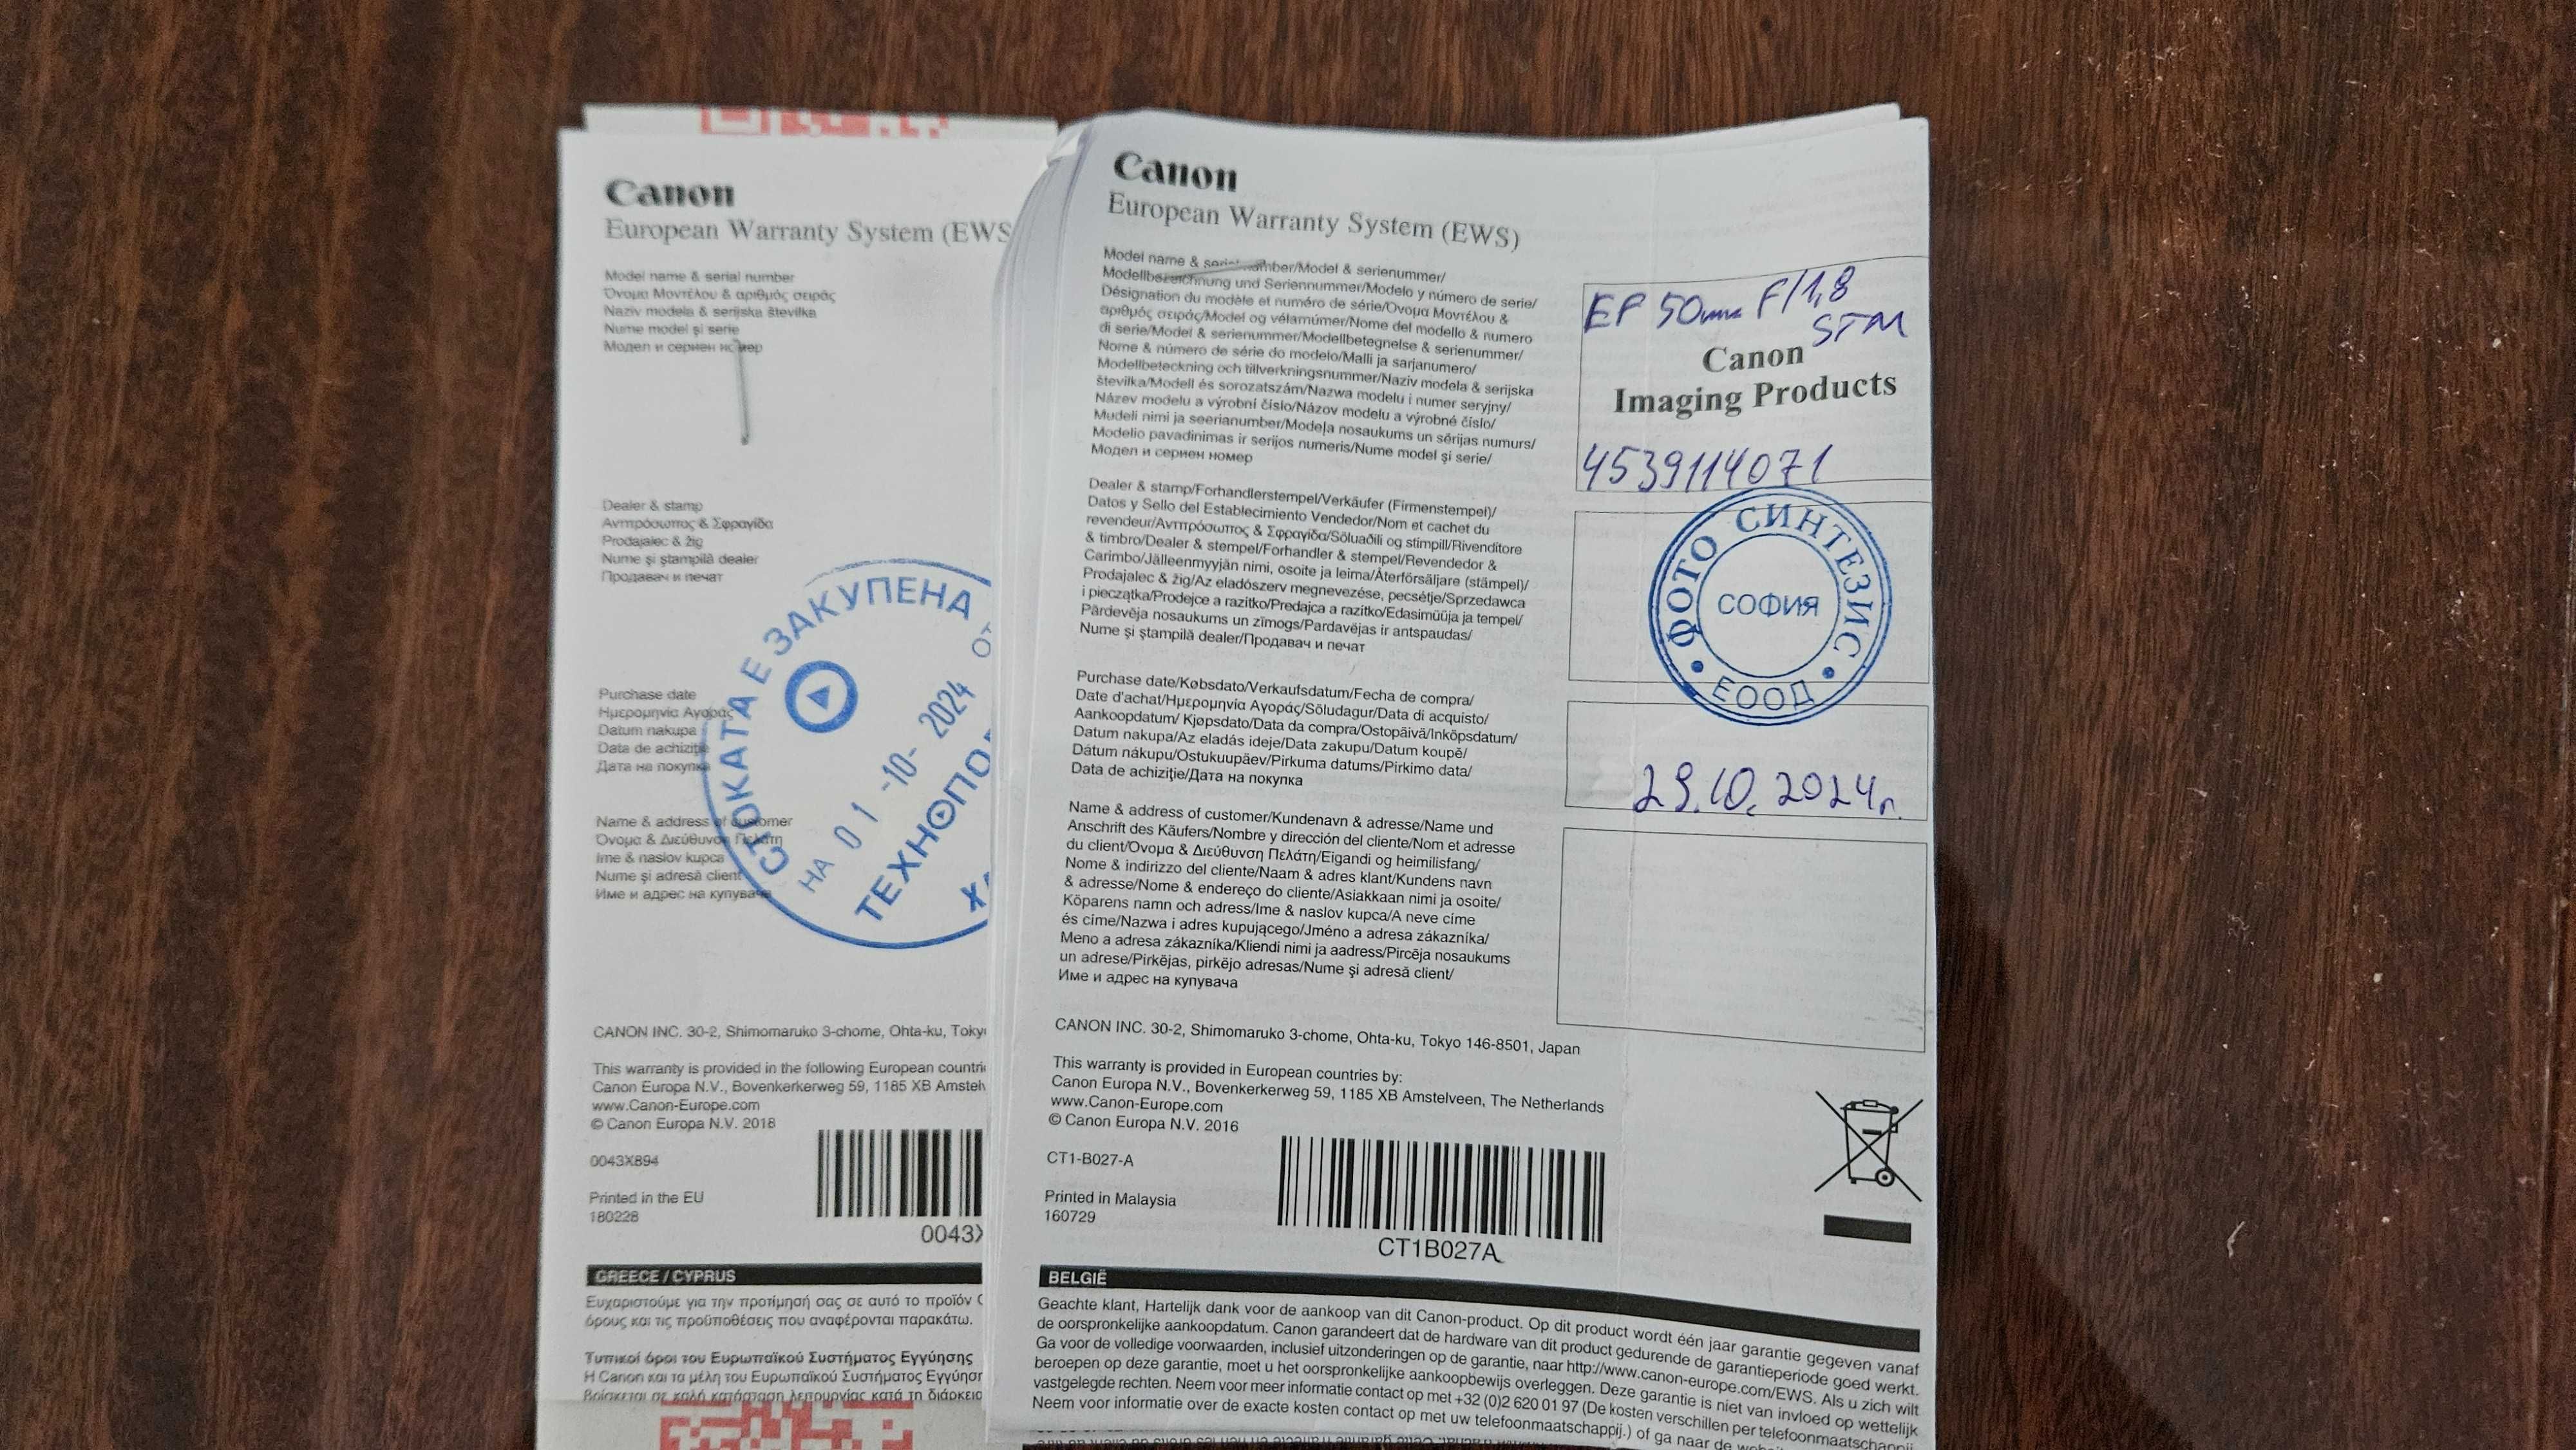 Canon
European Warranty System (EWS
Model name & serial number
Όνομα Μοντέλου & αριθμός σειράς
Naziv modela & serijska številka
Nume model şi serie
Модел и сериен номер
Dealer & stamp
Αντιπρόσωπος & Σφραγίδα
Prodajalec & žig
Nume şi ştampilă dealer
Продавач и печат
СТОКАТА Е ЗАКУПЕНА ОТ
НА 01-10-2024
ТЕХНОПОЛ
Purchase date
Ημερομηνία Αγοράς
Datum nakupa
Data de achiziţie
Дата на покупка
Name & address of customer
Όνομα & Διεύθυνση Πελάτη
Ime & naslov kupca
Nume şi adresă client
Име и адрес на купувача
CANON INC. 30-2, Shimomaruko 3-chome, Ohta-ku, Toky
This warranty is provided in the following European countri
Canon Europa N.V., Bovenkerkerweg 59, 1185 XB Amstelv
www.Canon-Europe.com
© Canon Europa N.V. 2018
0043X894
Printed in the EU
180228
0043X
GREECE / CYPRUS
Ευχαριστούμε για την προτίμησή σας σε αυτό το προϊόν C
όρους και τις προϋποθέσεις που αναφέρονται παρακάτω.
Τυπικοί όροι του Ευρωπαϊκού Συστήματος Εγγύησης
Η Canon και τα μέλη του Ευρωπαϊκού Συστήματος Εγγύησ
βρίσκεται σε καλή κατάσταση λειτουργίας κατά τη διάρκεια
Canon
European Warranty System (EWS)
Model name & serial number/Model & serienummer/
Modellbezeichnung und Seriennummer/Modelo y número de serie/
Désignation du modèle et numéro de série/Όνομα Μοντέλου &
αριθμός σειράς/Model og vélarnúmer/Nome del modello & numero
di serie/Model & serienummer/Modellbetegnelse & serienummer/
Nome & número de série do modelo/Malli ja sarjanumero/
Modellbeteckning och tillverkningsnummer/Naziv modela & serijska
številka/Modell és sorozatszám/Nazwa modelu i numer seryjny/
Název modelu a výrobní číslo/Názov modelu a výrobné číslo/
Mudeli nimi ja seerianumber/Modeļa nosaukums un sērijas numurs/
Modelio pavadinimas ir serijos numeris/Nume model şi serie/
Модел и сериен номер
EF 50mm F/1,8
STM
Canon
Imaging Products
4539114071
Dealer & stamp/Forhandlerstempel/Verkäufer (Firmenstempel)/
Datos y Sello del Establecimiento Vendedor/Nom et cachet du
revendeur/Αντιπρόσωπος & Σφραγίδα/Söluaðili og stimpill/Rivenditore
& timbro/Dealer & stempel/Forhandler & stempel/Revendedor &
Carimbo/Jälleenmyyjän nimi, osoite ja leima/Återförsäljare (stämpel)/
Prodajalec & žig/Az eladószerv megnevezése, pecsétje/Sprzedawca
i pieczątka/Prodejce a razítko/Predajca a razítko/Edasimüüja ja tempel/
Pārdevēja nosaukums un zīmogs/Pardavėjas ir antspaudas/
Nume şi ştampilă dealer/Продавач и печат
ФОТО СИНТЕЗИС
СОФИЯ
ЕООД
Purchase date/Købsdato/Verkaufsdatum/Fecha de compra/
Date d'achat/Ημερομηνία Αγοράς/Söludagur/Data di acquisto/
Aankoopdatum/ Kjøpsdato/Data da compra/Ostopäivä/Inköpsdatum/
Datum nakupa/Az eladás ideje/Data zakupu/Datum koupě/
Dátum nákupu/Ostukuupäev/Pirkuma datums/Pirkimo data/
Data de achiziţie/Дата на покупка
29.10.2024г.
Name & address of customer/Kundenavn & adresse/Name und
Anschrift des Käufers/Nombre y dirección del cliente/Nom et adresse
du client/Όνομα & Διεύθυνση Πελάτη/Eigandi og heimilisfang/
Nome & indirizzo del cliente/Naam & adres klant/Kundens navn
& adresse/Nome & endereço do cliente/Asiakkaan nimi ja osoite/
Köparens namn och adress/Ime & naslov kupca/A neve címe
és címe/Nazwa i adres kupującego/Jméno a adresa zákazníka/
Meno a adresa zákazníka/Kliendi nimi ja aadress/Pircēja nosaukums
un adrese/Pirkėjas, pirkėjo adresas/Nume şi adresă client/
Име и адрес на купувача
CANON INC. 30-2, Shimomaruko 3-chome, Ohta-ku, Tokyo 146-8501, Japan
This warranty is provided in European countries by:
Canon Europa N.V., Bovenkerkerweg 59, 1185 XB Amstelveen, The Netherlands
www.Canon-Europe.com
© Canon Europa N.V. 2016
CT1-B027-A
Printed in Malaysia
160729
CT1B027A
BELGIË
Geachte klant, Hartelijk dank voor de aankoop van dit Canon-product. Op dit product wordt één jaar garantie gegeven vanaf
de oorspronkelijke aankoopdatum. Canon garandeert dat de hardware van dit product gedurende de garantieperiode goed werkt.
Ga voor de volledige voorwaarden, inclusief uitzonderingen op de garantie, naar http://www.canon-europe.com/EWS. Als u zich wilt
beroepen op deze garantie, moet u het oorspronkelijke aankoopbewijs overleggen. Deze garantie is niet van invloed op wettelijk
vastgelegde rechten. Neem voor meer informatie contact op met +32 (0)2 620 01 97 (De kosten verschillen per telefoonmaatschappij.
Neem voor informatie over de exacte kosten contact op met uw telefoonmaatschappij.) of ga naar de